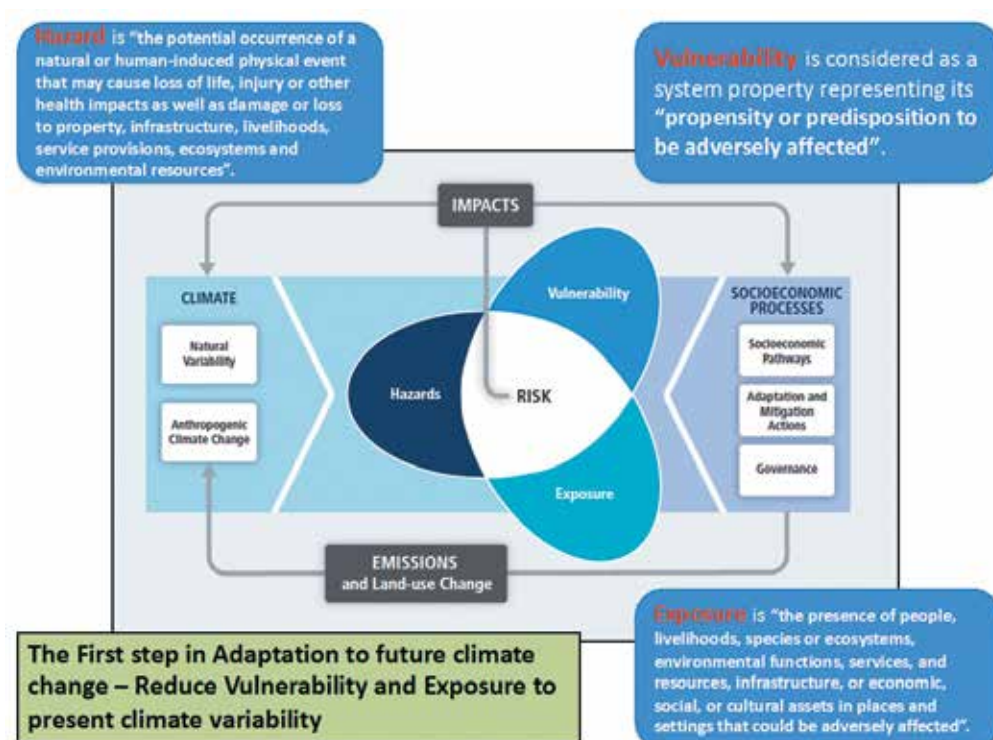 Hazard is “the potential occurrence of a
natural or human-induced physical event
that may cause loss of life, injury or other
health impacts as well as damage or loss
to property, infrastructure, livelihoods,
service provisions, ecosystems and
environmental resources”.
Vulnerability is considered as a
system property representing its
“propensity or predisposition to
be adversely affected”.
IMPACTS
CLIMATE
Natural
Variability
Anthropogenic
Climate Change
Vulnerability
Hazards
RISK
Exposure
SOCIOECONOMIC
PROCESSES
Socioeconomic
Pathways
Adaptation and
Mitigation
Actions
Governance
EMISSIONS
and Land-use Change
The First step in Adaptation to future climate
change – Reduce Vulnerability and Exposure to
present climate variability
Exposure is “the presence of people,
livelihoods, species or ecosystems,
environmental functions, services, and
resources, infrastructure, or economic,
social, or cultural assets in places and
settings that could be adversely affected”.